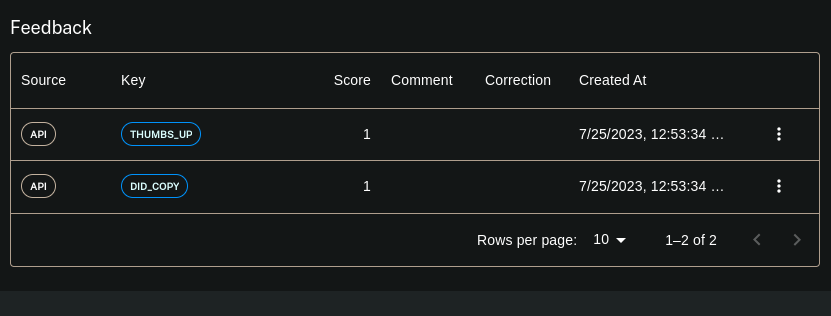 Feedback
Source Key Score Comment Correction Created At
API THUMBS_UP 1 7/25/2023, 12:53:34 ...
API DID_COPY 1 7/25/2023, 12:53:34 ...
Rows per page: 10 1–2 of 2